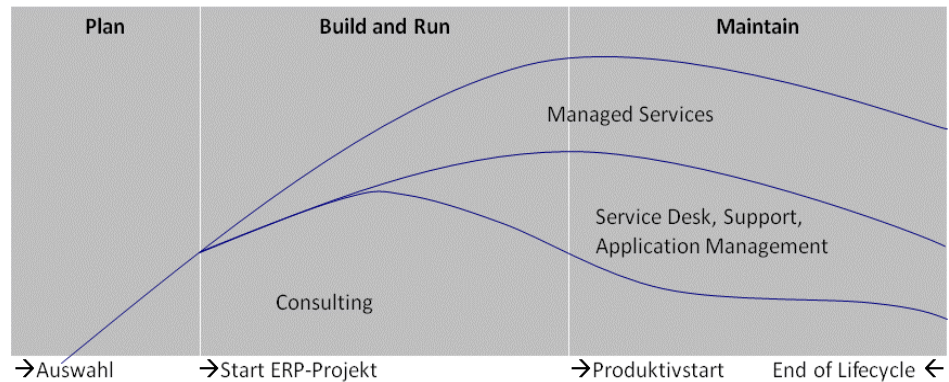 Plan
Build and Run
Maintain
Managed Services
Service Desk, Support,
Application Management
Consulting
→Auswahl
→Start ERP-Projekt
→Produktivstart
End of Lifecycle ←